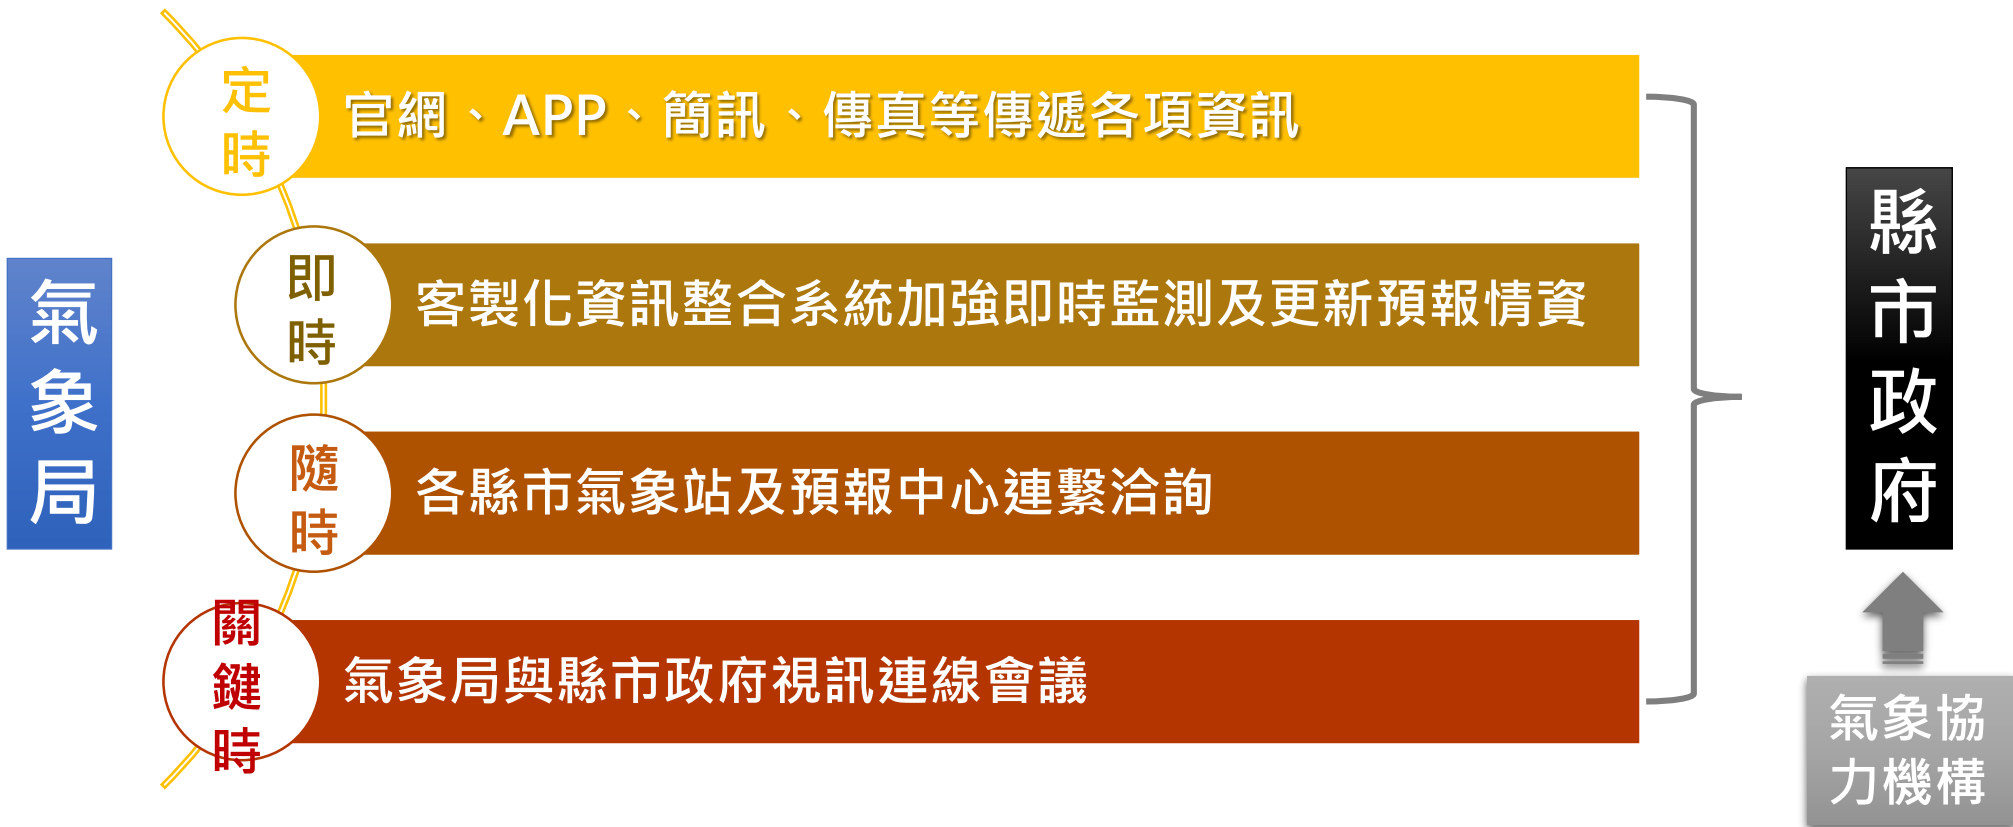 氣象局
定時
官網、APP、簡訊、傳真等傳遞各項資訊
即時
客製化資訊整合系統加強即時監測及更新預報情資
隨時
各縣市氣象站及預報中心連繫洽詢
關鍵時
氣象局與縣市政府視訊連線會議
縣市政府
氣象協
力機構